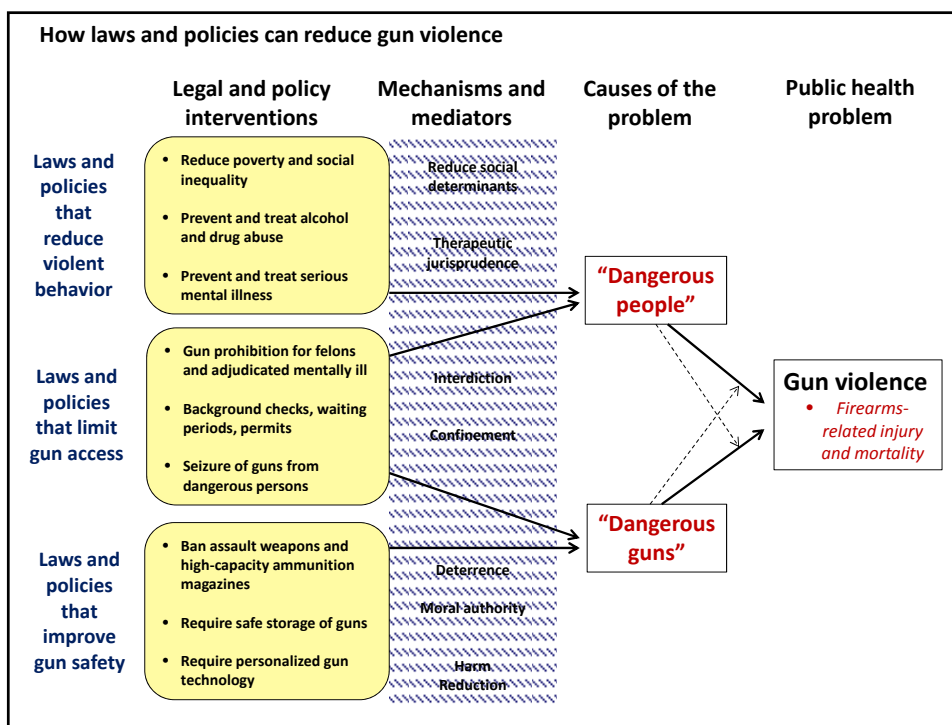 How laws and policies can reduce gun violence
Legal and policy
interventions
Mechanisms and
mediators
Causes of the
problem
Public health
problem
Laws and
policies
that
reduce
violent
behavior
• Reduce poverty and social
inequality
• Prevent and treat alcohol
and drug abuse
• Prevent and treat serious
mental illness
Reduce social
determinants
Therapeutic
jurisprudence
“Dangerous
people”
Laws and
policies
that limit
gun access
• Gun prohibition for felons
and adjudicated mentally ill
• Background checks, waiting
periods, permits
• Seizure of guns from
dangerous persons
Interdiction
Confinement
Gun violence
• Firearms-
related injury
and mortality
“Dangerous
guns”
Laws and
policies
that
improve
gun safety
• Ban assault weapons and
high-capacity ammunition
magazines
• Require safe storage of guns
• Require personalized gun
technology
Deterrence
Moral authority
Harm
Reduction